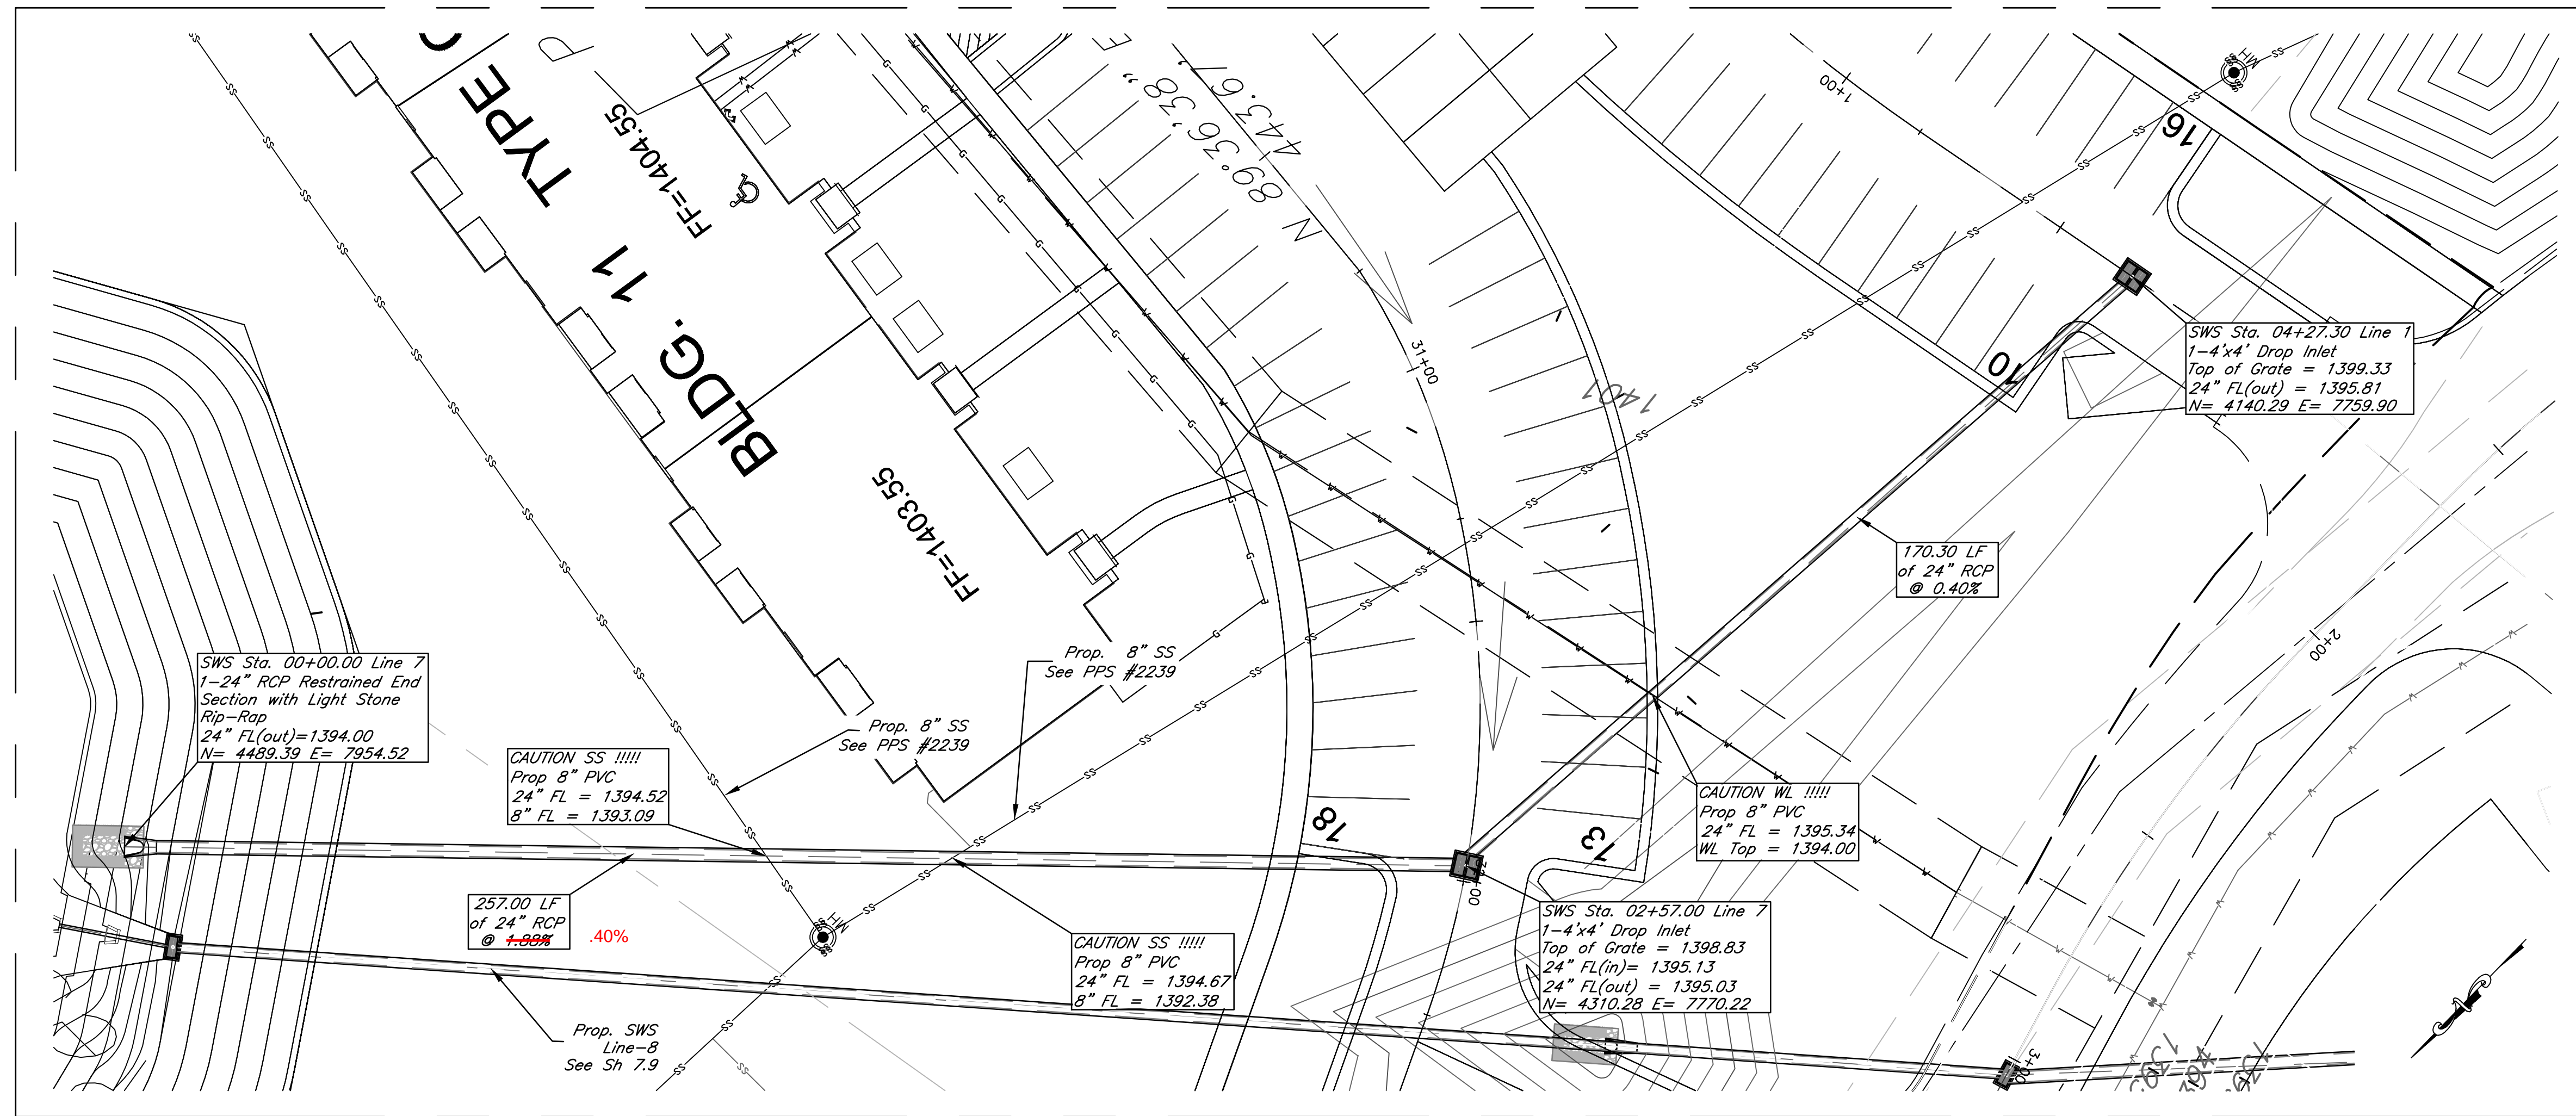 BLDG. 11 TYPE
FF=1404.55
FF=1403.55
N 89°36'38"
443.6
31+00
1+00
MH
16
10
1401
SWS Sta. 04+27.30 Line 1
1-4'x4' Drop Inlet
Top of Grate = 1399.33
24" FL(out) = 1395.81
N= 4140.29 E= 7759.90
170.30 LF
of 24" RCP
@ 0.40%
2+00
SWS Sta. 00+00.00 Line 7
1-24" RCP Restrained End
Section with Light Stone
Rip-Rap
24" FL(out)=1394.00
N= 4489.39 E= 7954.52
Prop. 8" SS
See PPS #2239
Prop. 8" SS
See PPS #2239
CAUTION SS !!!!!
Prop 8" PVC
24" FL = 1394.52
8" FL = 1393.09
CAUTION WL !!!!!
Prop 8" PVC
24" FL = 1395.34
WL Top = 1394.00
18
13
257.00 LF
of 24" RCP
@ 1.88% .40%
MH
CAUTION SS !!!!!
Prop 8" PVC
24" FL = 1394.67
8" FL = 1392.38
SWS Sta. 02+57.00 Line 7
1-4'x4' Drop Inlet
Top of Grate = 1398.83
24" FL(in)= 1395.13
24" FL(out) = 1395.03
N= 4310.28 E= 7770.22
Prop. SWS
Line-8
See Sh 7.9
3+00